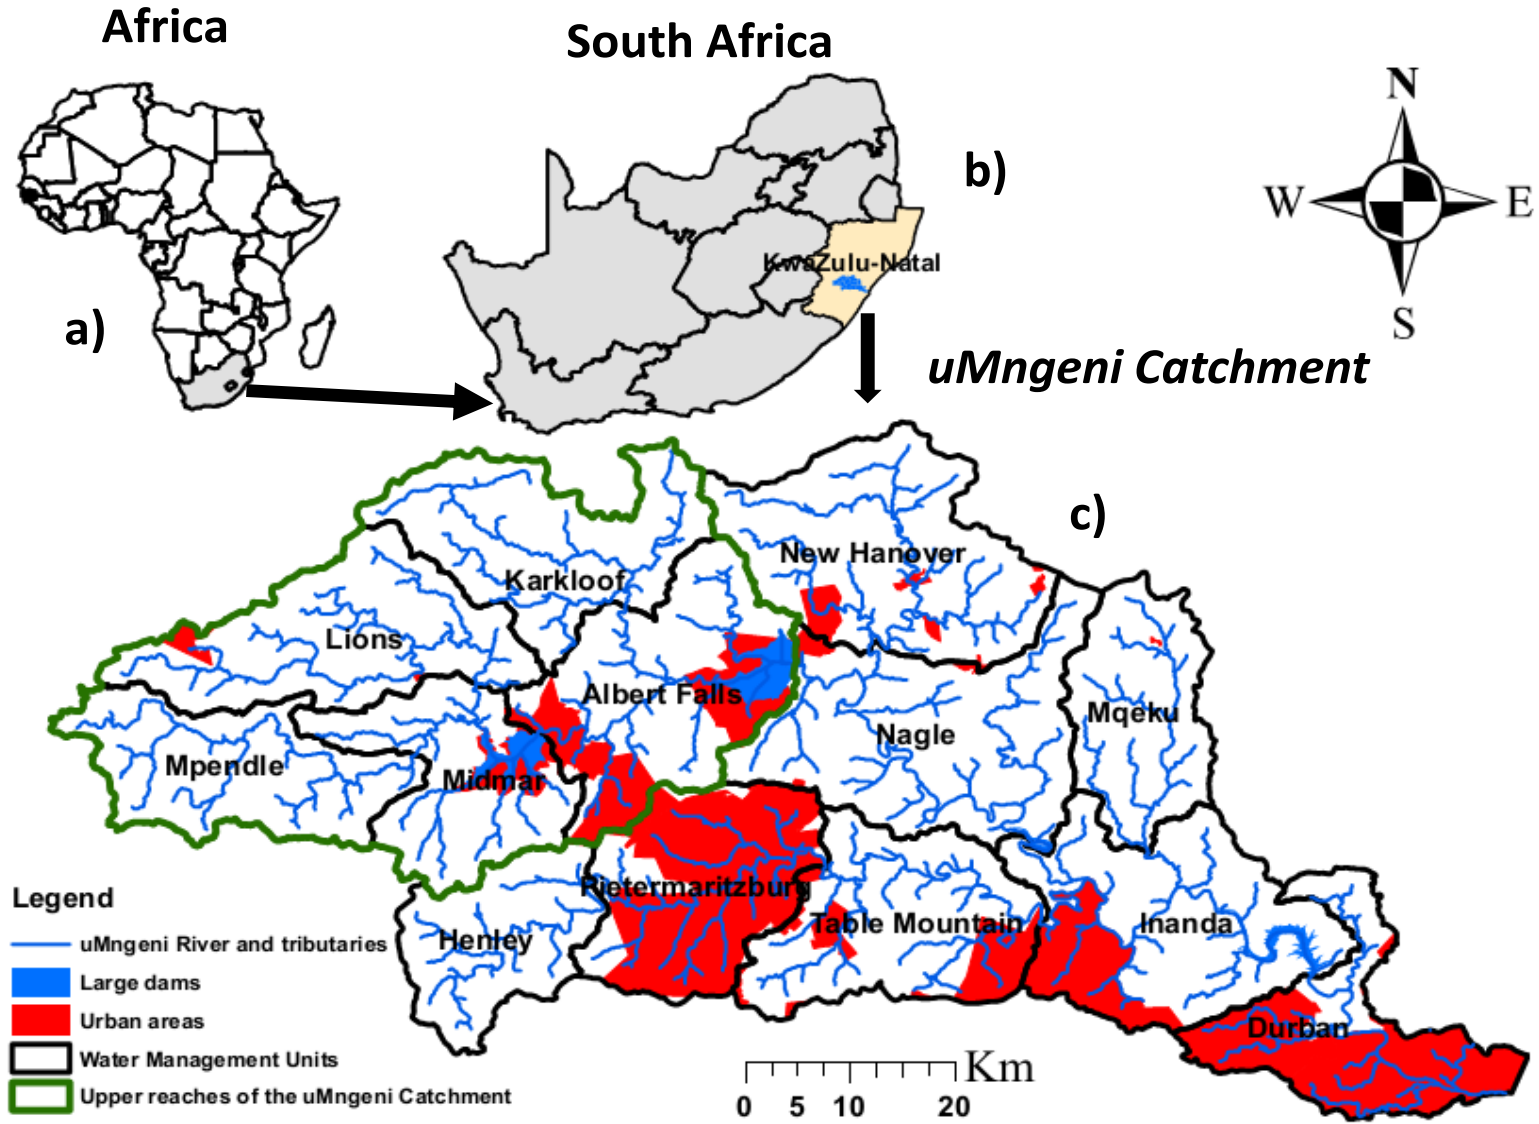 Africa
South Africa
N
b)
W
E
KwaZulu-Natal
a)
S
uMngeni Catchment
c)
New Hanover
Karkloof
Lions
Albert Falls
Mqeku
Nagle
Mpendle
Midmar
Pietermaritzburg
Table Mountain
Inanda
Henley
Durban
Legend
uMngeni River and tributaries
Large dams
Urban areas
Water Management Units
Upper reaches of the uMngeni Catchment
Km
0 5 10 20